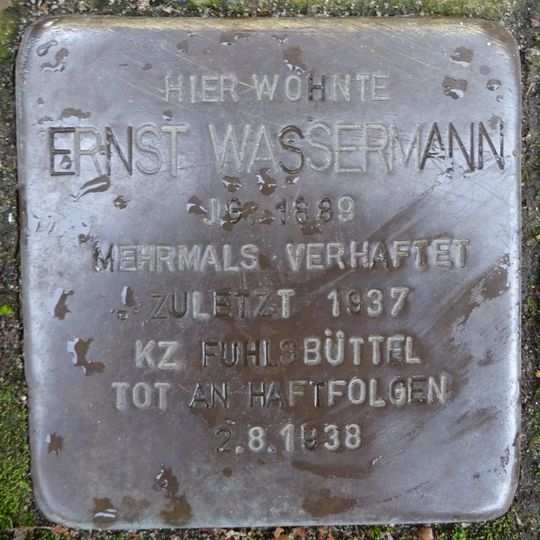 HIER WOHNTE
ERNST WASSERMANN
JG. 1889
MEHRMALS VERHAFTET
ZULETZT 1937
KZ FUHLSBÜTTEL
TOT AN HAFTFOLGEN
2.8.1938